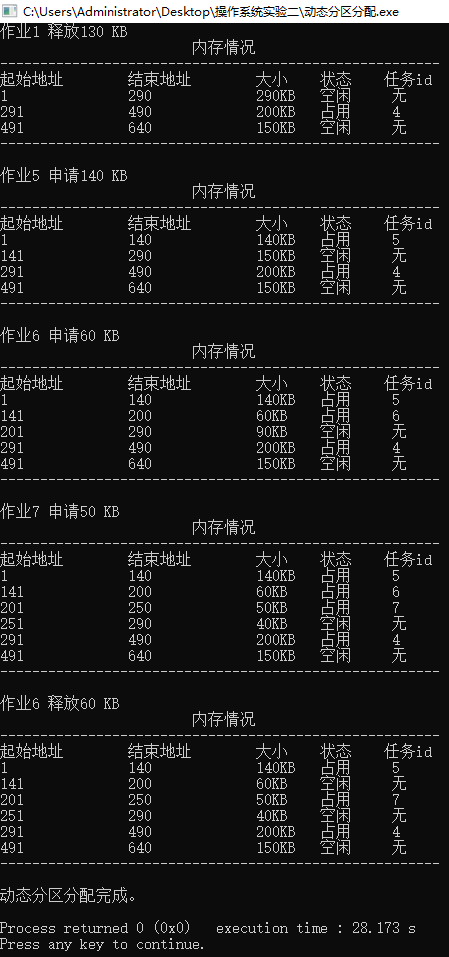 C:\Users\Administrator\Desktop\操作系统实验二\动态分区分配.exe
作业1 释放130 KB
内存情况
--------------------------------------------------------
起始地址 结束地址 大小 状态 任务id
1 290 290KB 空闲 无
291 490 200KB 占用 4
491 640 150KB 空闲 无
--------------------------------------------------------
作业5 申请140 KB
内存情况
--------------------------------------------------------
起始地址 结束地址 大小 状态 任务id
1 140 140KB 占用 5
141 290 150KB 空闲 无
291 490 200KB 占用 4
491 640 150KB 空闲 无
--------------------------------------------------------
作业6 申请60 KB
内存情况
--------------------------------------------------------
起始地址 结束地址 大小 状态 任务id
1 140 140KB 占用 5
141 200 60KB 占用 6
201 290 90KB 空闲 无
291 490 200KB 占用 4
491 640 150KB 空闲 无
--------------------------------------------------------
作业7 申请50 KB
内存情况
--------------------------------------------------------
起始地址 结束地址 大小 状态 任务id
1 140 140KB 占用 5
141 200 60KB 占用 6
201 250 50KB 占用 7
251 290 40KB 空闲 无
291 490 200KB 占用 4
491 640 150KB 空闲 无
--------------------------------------------------------
作业6 释放60 KB
内存情况
--------------------------------------------------------
起始地址 结束地址 大小 状态 任务id
1 140 140KB 占用 5
141 200 60KB 空闲 无
201 250 50KB 占用 7
251 290 40KB 空闲 无
291 490 200KB 占用 4
491 640 150KB 空闲 无
--------------------------------------------------------
动态分区分配完成。
Process returned 0 (0x0) execution time : 28.173 s
Press any key to continue.